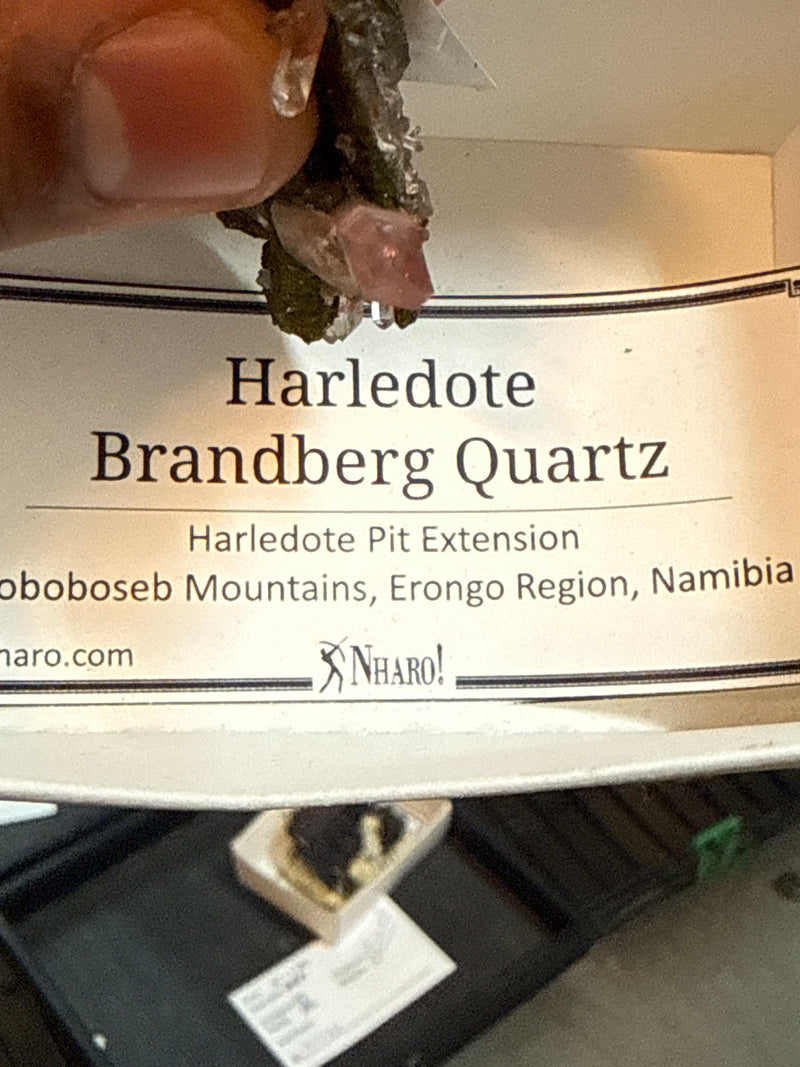 Harledote
Brandberg Quartz
Harledote Pit Extension
oboboseb Mountains, Erongo Region, Namibia
haro.com
NHARO!